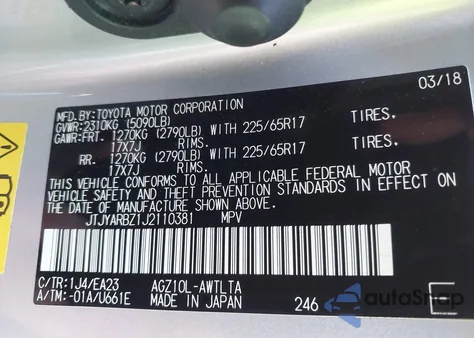 MFD. BY: TOYOTA MOTOR CORPORATION 03/18
GVWR: 2310KG (5090LB)
GAWR: FRT. 1270KG (2790LB) WITH 225/65R17 TIRES.
17X7J RIMS.
RR. 1270KG (2790LB) WITH 225/65R17 TIRES.
17X7J RIMS.
THIS VEHICLE CONFORMS TO ALL APPLICABLE FEDERAL MOTOR
VEHICLE SAFETY AND THEFT PREVENTION STANDARDS IN EFFECT ON
THE DATE OF MANUFACTURE SHOWN ABOVE.
JTJYARBZ1J2110381 MPV
C/TR: 1J4/EA23 AGZ10L-AWTLTA
A/TM: -01A/U661E MADE IN JAPAN 246 E
autoSnap